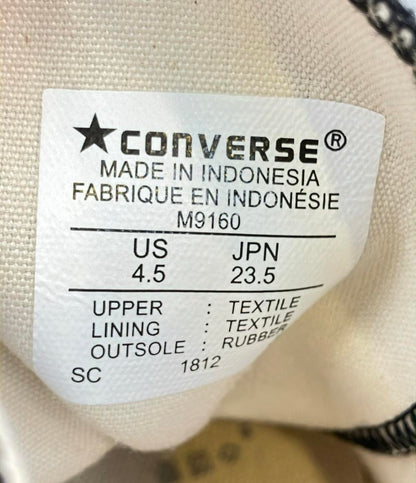 ★CONVERSE®
MADE IN INDONESIA
FABRIQUE EN INDONÉSIE
M9160
US JPN
4.5 23.5
UPPER : TEXTILE
LINING : TEXTILE
OUTSOLE : RUBBER
SC 1812